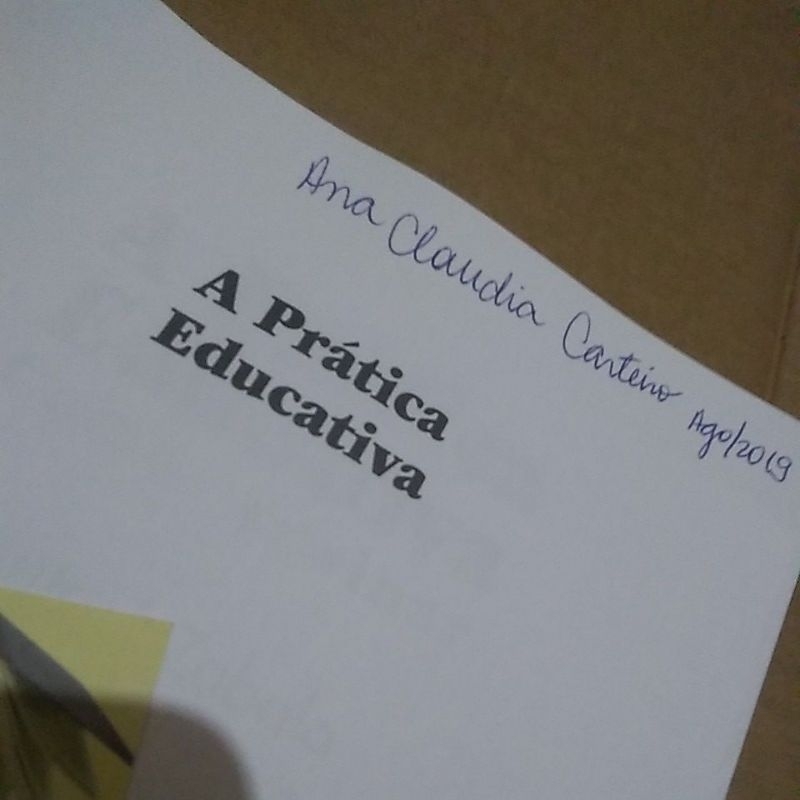 Ana Claudia Carteiro Ago/2019
A Prática
Educativa